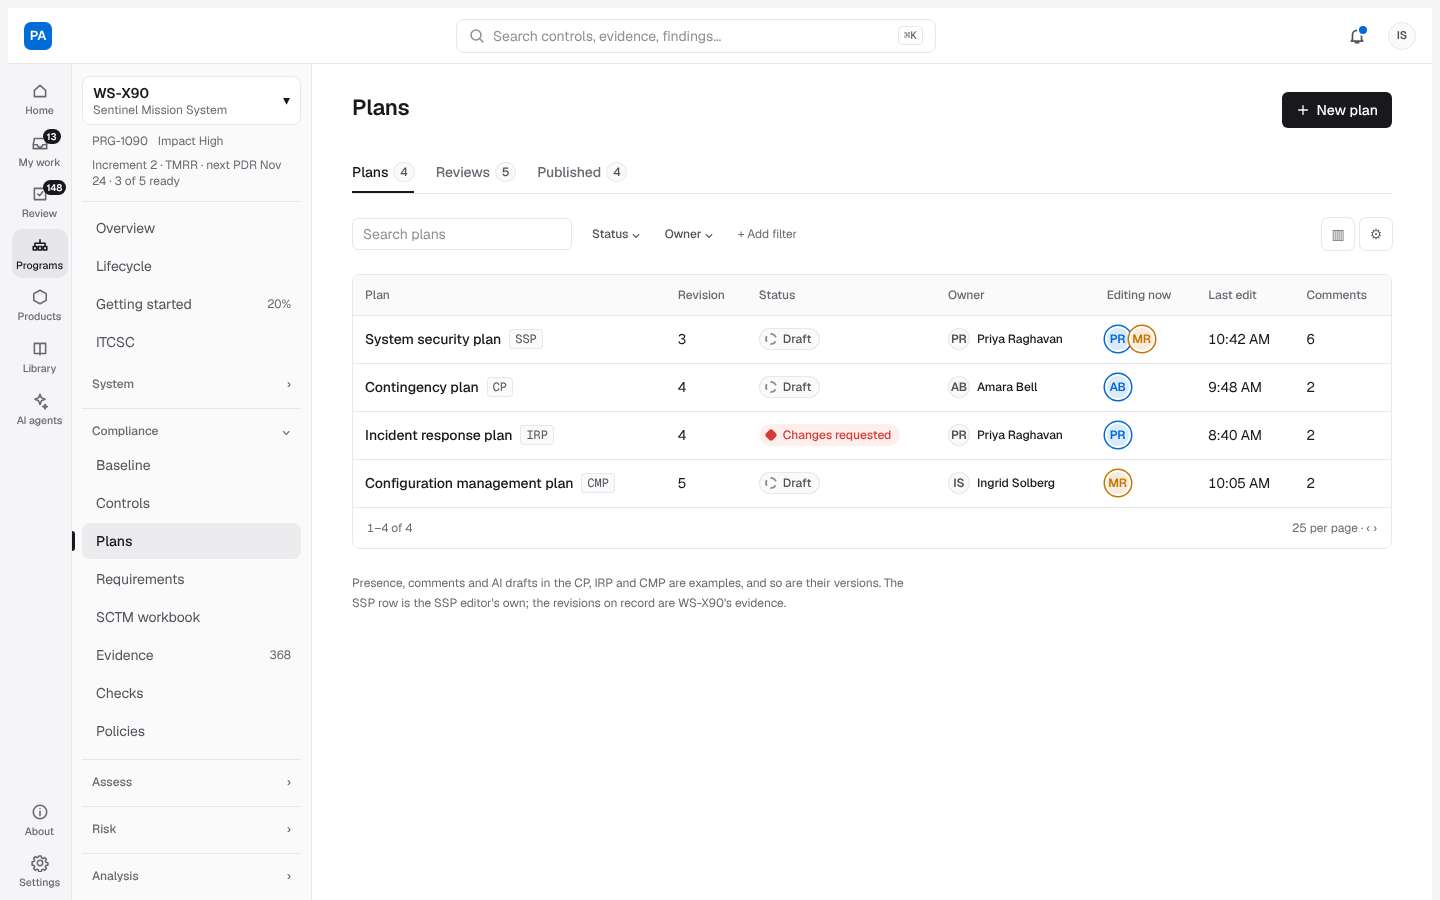 PA
Search controls, evidence, findings...
⌘K
IS
Home
13
My work
148
Review
Programs
Products
Library
AI agents
About
Settings
WS-X90
Sentinel Mission System
PRG-1090 Impact High
Increment 2 · TMRR · next PDR Nov
24 · 3 of 5 ready
Overview
Lifecycle
Getting started 20%
ITCSC
System
Compliance
Baseline
Controls
Plans
Requirements
SCTM workbook
Evidence 368
Checks
Policies
Assess
Risk
Analysis
Plans
+ New plan
Plans 4 Reviews 5 Published 4
Search plans Status Owner + Add filter
Plan Revision Status Owner Editing now Last edit Comments
System security plan SSP 3 Draft PR Priya Raghavan PR MR 10:42 AM 6
Contingency plan CP 4 Draft AB Amara Bell AB 9:48 AM 2
Incident response plan IRP 4 Changes requested PR Priya Raghavan PR 8:40 AM 2
Configuration management plan CMP 5 Draft IS Ingrid Solberg MR 10:05 AM 2
1–4 of 4 25 per page · ‹ ›
Presence, comments and AI drafts in the CP, IRP and CMP are examples, and so are their versions. The
SSP row is the SSP editor's own; the revisions on record are WS-X90's evidence.